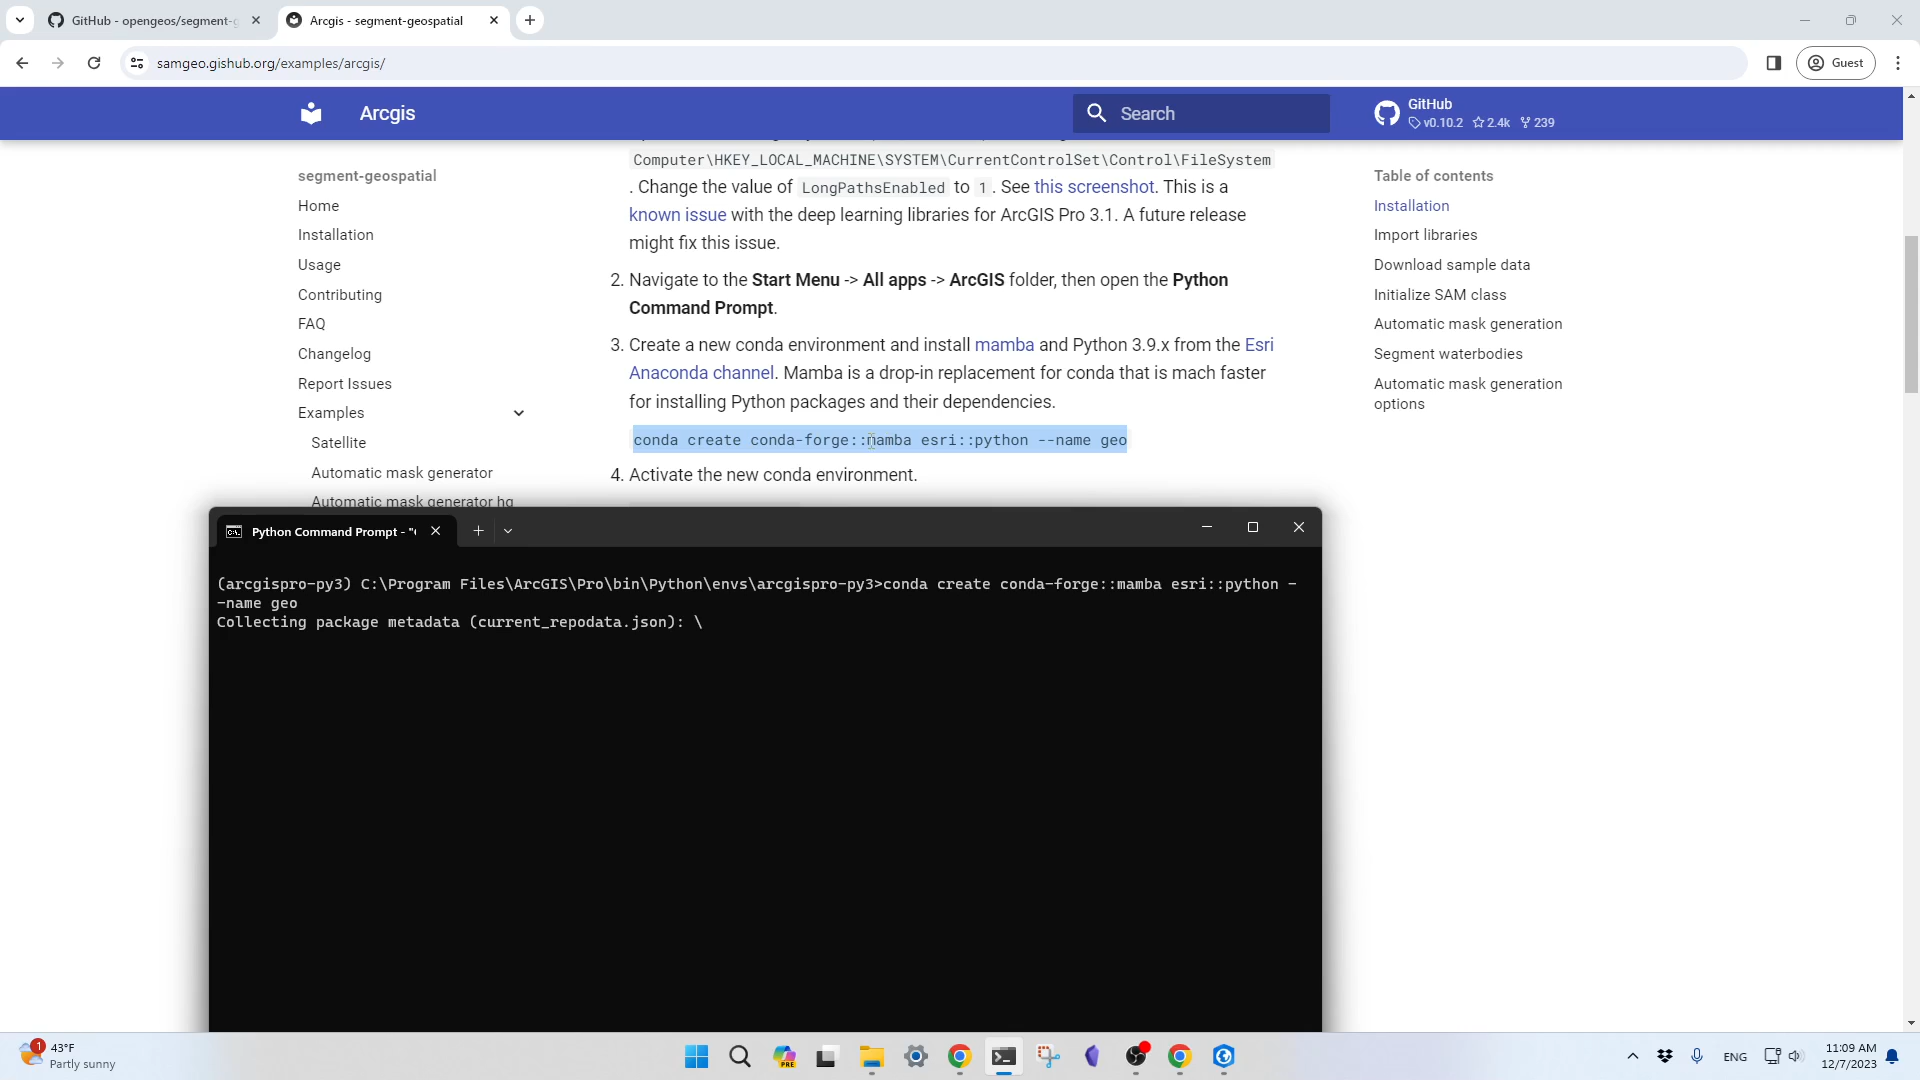 GitHub - opengeos/segment-g
Arcgis - segment-geospatial
samgeo.gishub.org/examples/arcgis/
Guest
Arcgis
Search
GitHub
v0.10.2 2.4k 239
segment-geospatial
Home
Installation
Usage
Contributing
FAQ
Changelog
Report Issues
Examples
Satellite
Automatic mask generator
Automatic mask generator hq
Computer\HKEY_LOCAL_MACHINE\SYSTEM\CurrentControlSet\Control\FileSystem
. Change the value of LongPathsEnabled to 1 . See this screenshot. This is a
known issue with the deep learning libraries for ArcGIS Pro 3.1. A future release
might fix this issue.
2. Navigate to the Start Menu -> All apps -> ArcGIS folder, then open the Python
Command Prompt.
3. Create a new conda environment and install mamba and Python 3.9.x from the Esri
Anaconda channel. Mamba is a drop-in replacement for conda that is mach faster
for installing Python packages and their dependencies.
conda create conda-forge::mamba esri::python --name geo
4. Activate the new conda environment.
Table of contents
Installation
Import libraries
Download sample data
Initialize SAM class
Automatic mask generation
Segment waterbodies
Automatic mask generation
options
Python Command Prompt - "(
(arcgispro-py3) C:\Program Files\ArcGIS\Pro\bin\Python\envs\arcgispro-py3>conda create conda-forge::mamba esri::python -
-name geo
Collecting package metadata (current_repodata.json): \
1
43°F
Partly sunny
PRE
ENG
11:09 AM
12/7/2023